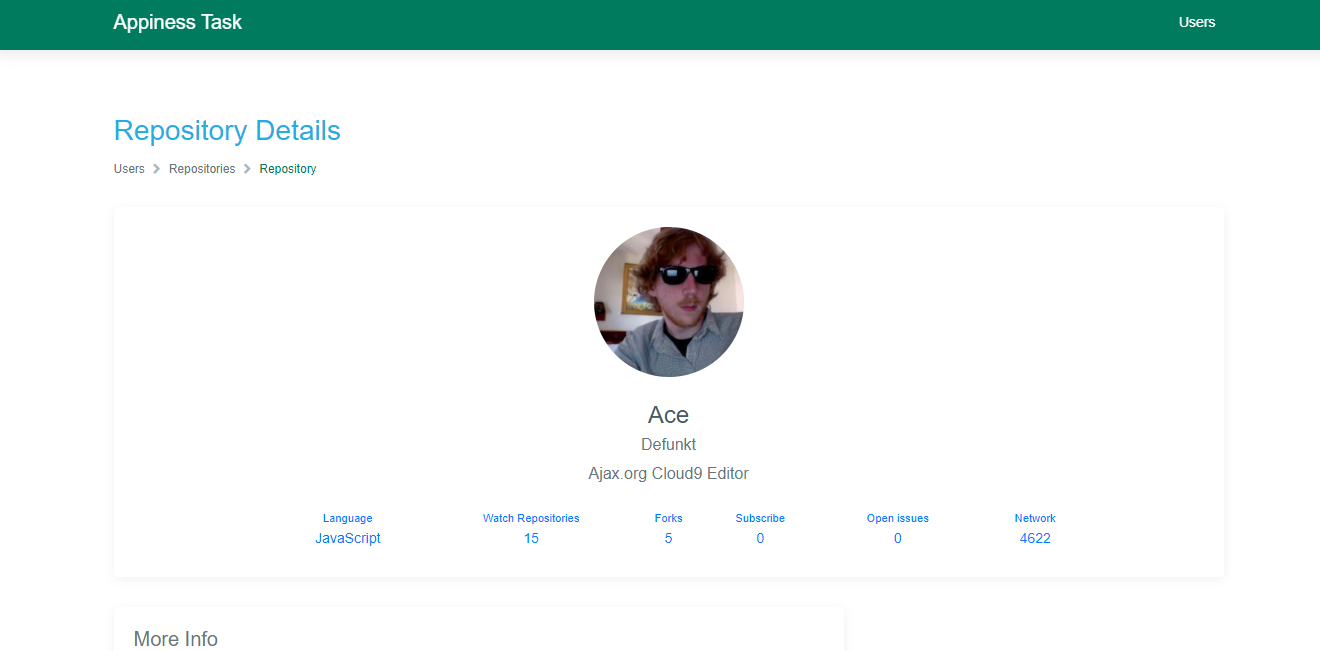 Appiness Task Users
Repository Details
Users Repositories Repository
Ace
Defunkt
Ajax.org Cloud9 Editor
Language Watch Repositories Forks Subscribe Open issues Network
JavaScript 15 5 0 0 4622
More Info